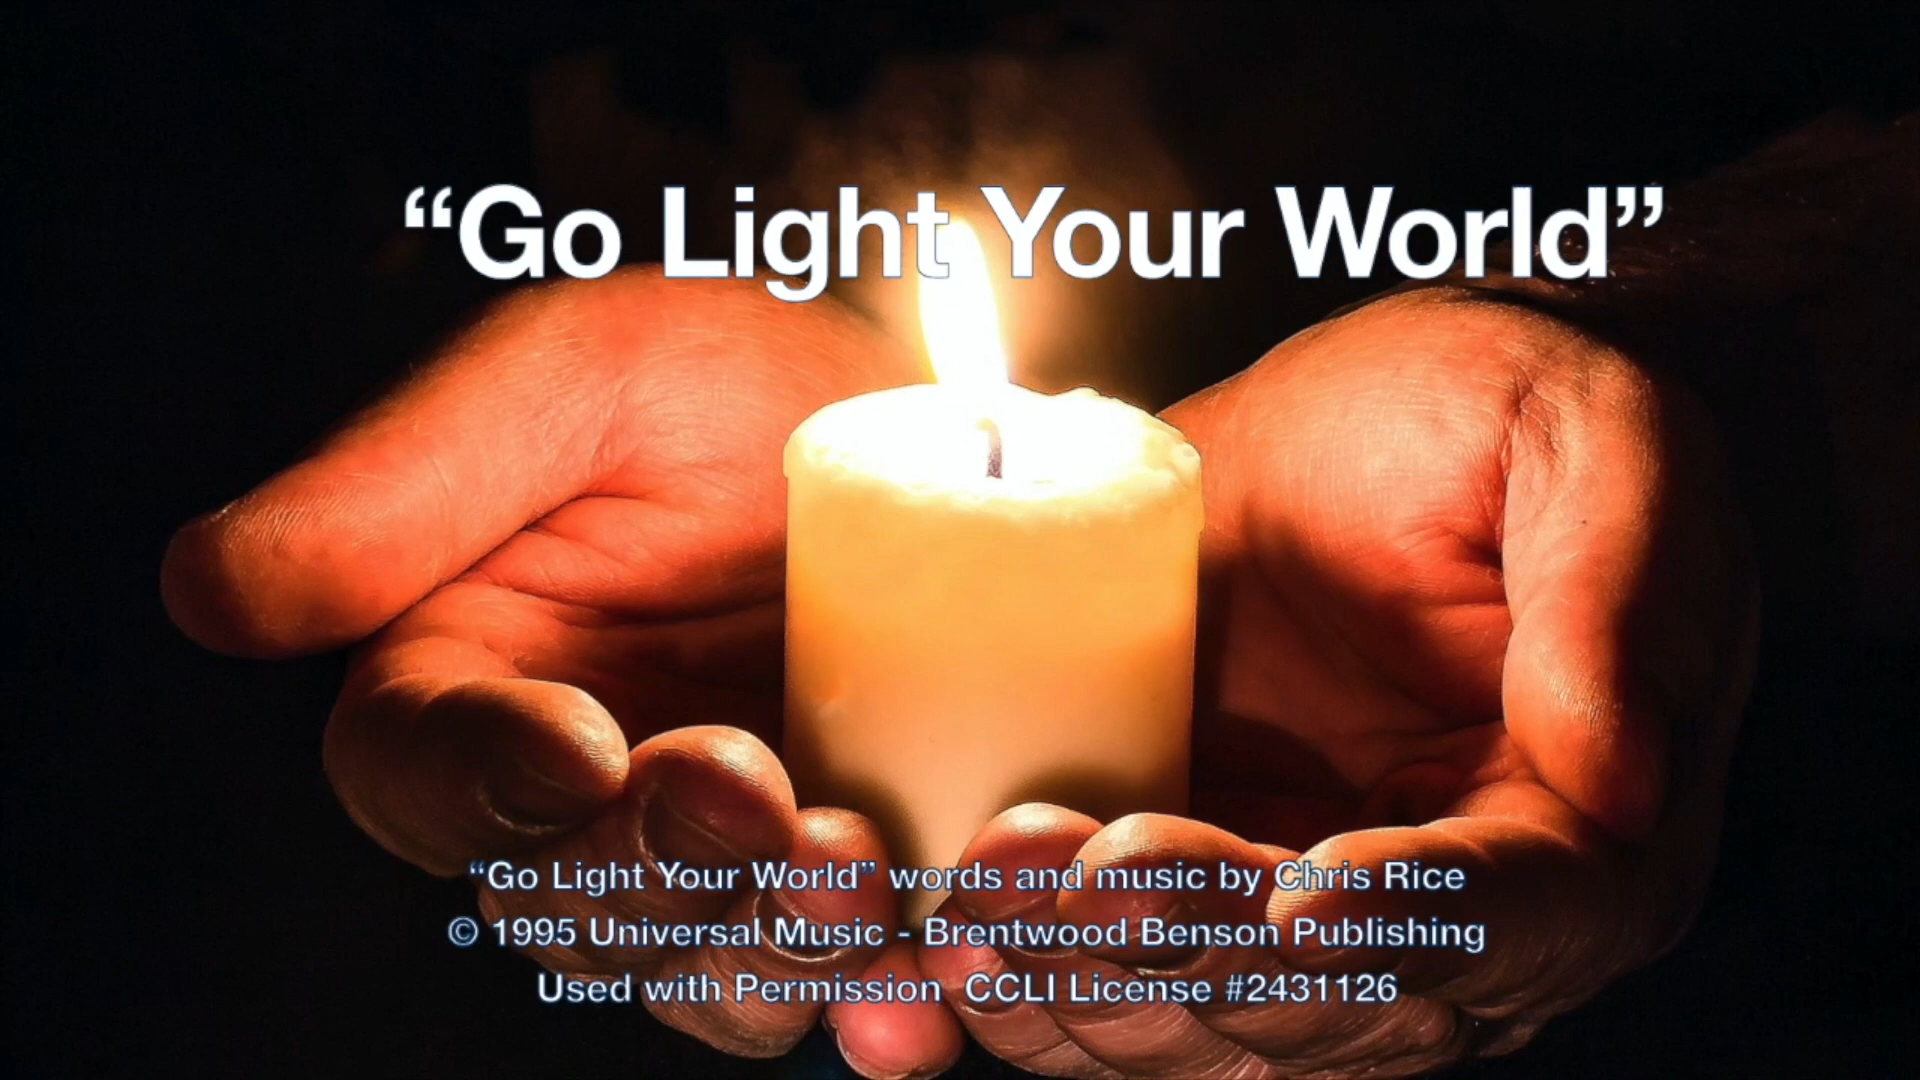 “Go Light Your World”
“Go Light Your World” words and music by Chris Rice
© 1995 Universal Music - Brentwood Benson Publishing
Used with Permission  CCLI License #2431126